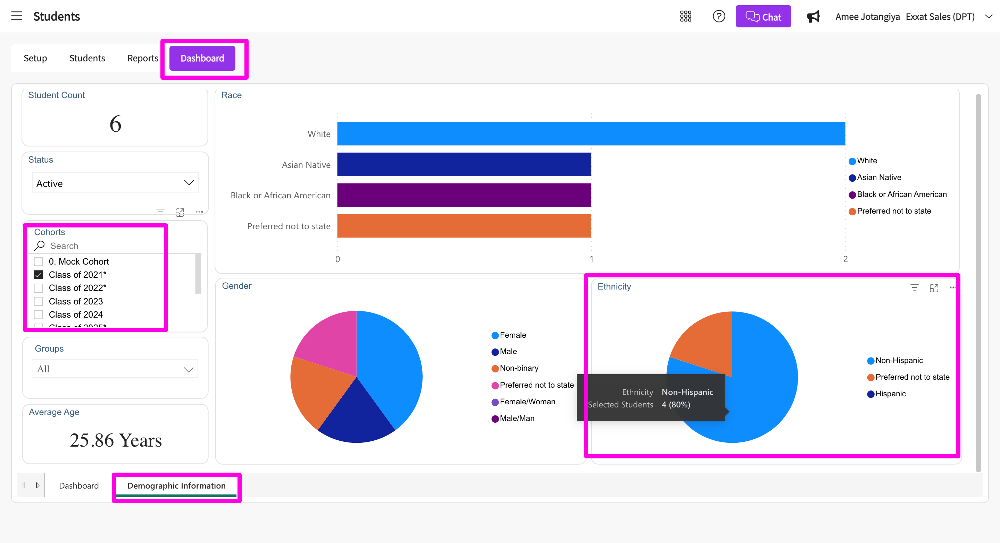 Students
Chat
Amee Jotangiya Exxat Sales (DPT)
Setup
Students
Reports
Dashboard
Student Count
6
Status
Active
Cohorts
Search
0. Mock Cohort
Class of 2021*
Class of 2022*
Class of 2023
Class of 2024
Class of 2025*
Groups
All
Average Age
25.86 Years
Race
White
Asian Native
Black or African American
Preferred not to state
0
1
2
White
Asian Native
Black or African American
Preferred not to state
Gender
Female
Male
Non-binary
Preferred not to state
Female/Woman
Male/Man
Ethnicity
Ethnicity Non-Hispanic
Selected Students 4 (80%)
Non-Hispanic
Preferred not to state
Hispanic
Dashboard
Demographic Information